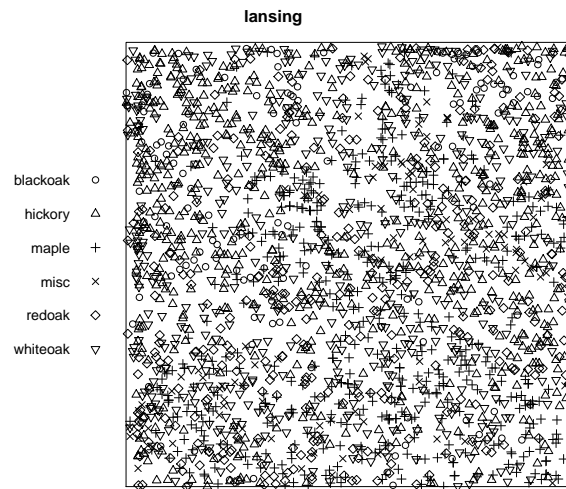 lansing
blackoak
hickory
maple
misc
redoak
whiteoak